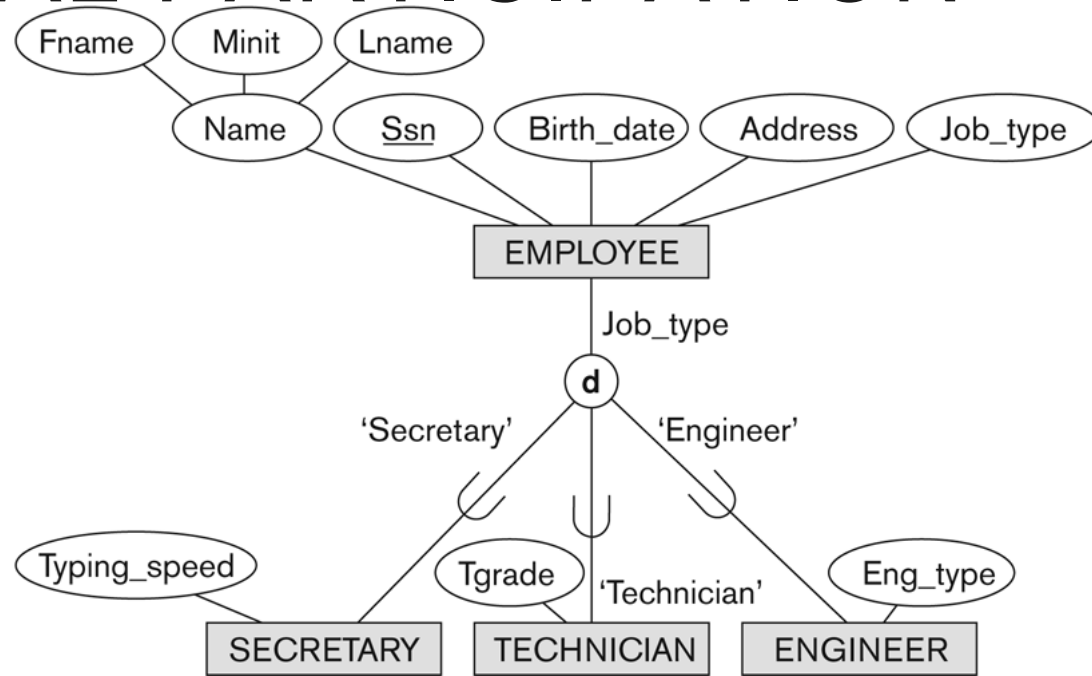 Fname Minit Lname
Name Ssn Birth_date Address Job_type
EMPLOYEE
Job_type
d
‘Secretary’ ‘Engineer’
Typing_speed Tgrade Eng_type
‘Technician’
SECRETARY TECHNICIAN ENGINEER